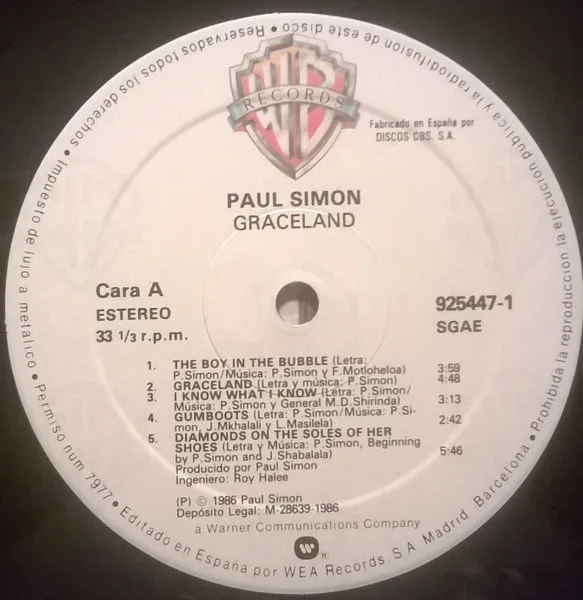 WB
RECORDS
Fabricado en España por
DISCOS CBS. S.A.
PAUL SIMON
GRACELAND
Cara A
ESTEREO
33 1/3 r.p.m.
925447-1
SGAE
1. THE BOY IN THE BUBBLE (Letra:
P.Simon/Música: P.Simon y F.Motloheloa) 3:59
2. GRACELAND (Letra y música: P.Simon) 4:48
3. I KNOW WHAT I KNOW (Letra: P.Simon/
Música: P.Simon y General M.D.Shirinda) 3:13
4. GUMBOOTS (Letra: P.Simon/Música: P.Si-
mon, J.Mkhalali y L.Masilela) 2:42
5. DIAMONDS ON THE SOLES OF HER
SHOES (Letra y Música: P.Simon, Beginning
by P.Simon and J.Shabalala) 5:46
Producido por Paul Simon
Ingeniero: Roy Halee
(P) © 1986 Paul Simon
Depósito Legal: M-28639-1986
a Warner Communications Company
W ®
Reservados todos los derechos • Impuesto de lujo a metálico • Permiso num 7977 • Editado en España por WEA Records. S.A Madrid Barcelona • Prohibida la reproduccion, la ejecucion pública y la radiodifusion de este disco •